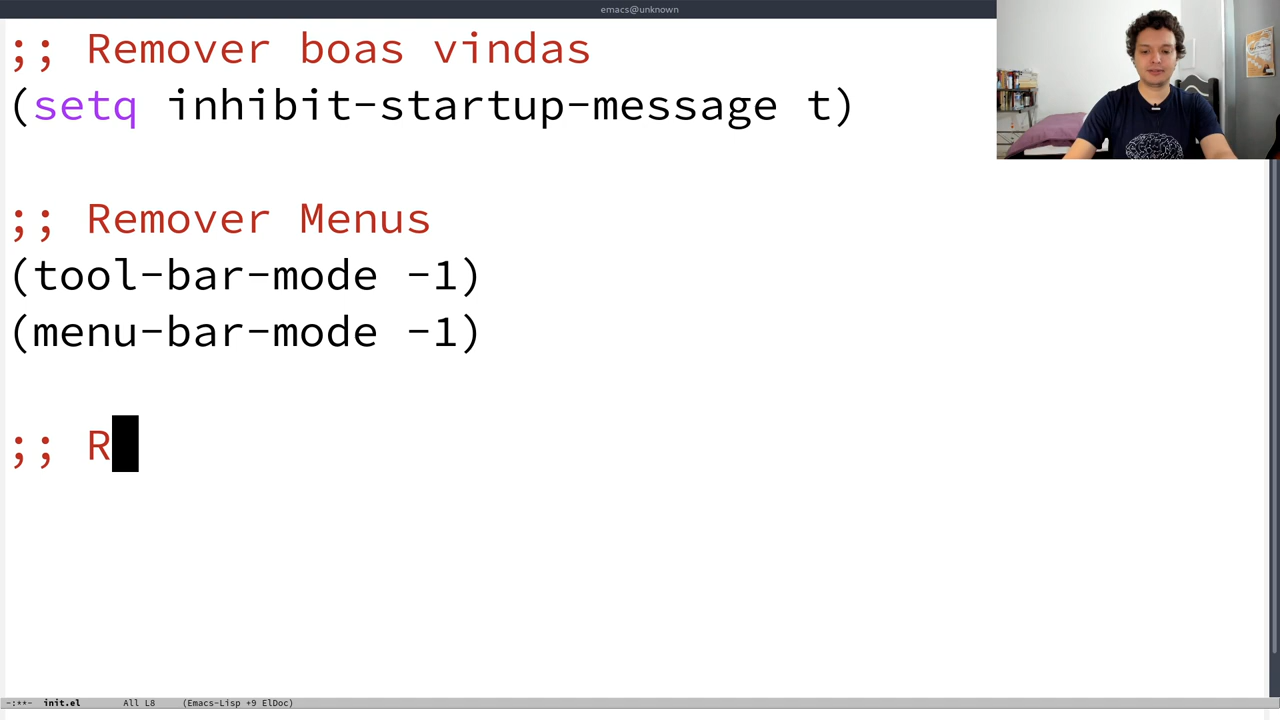 emacs@unknown
;; Remover boas vindas
(setq inhibit-startup-message t)
;; Remover Menus
(tool-bar-mode -1)
(menu-bar-mode -1)
;; R
-:**- init.el All L8 (Emacs-Lisp +9 ElDoc)